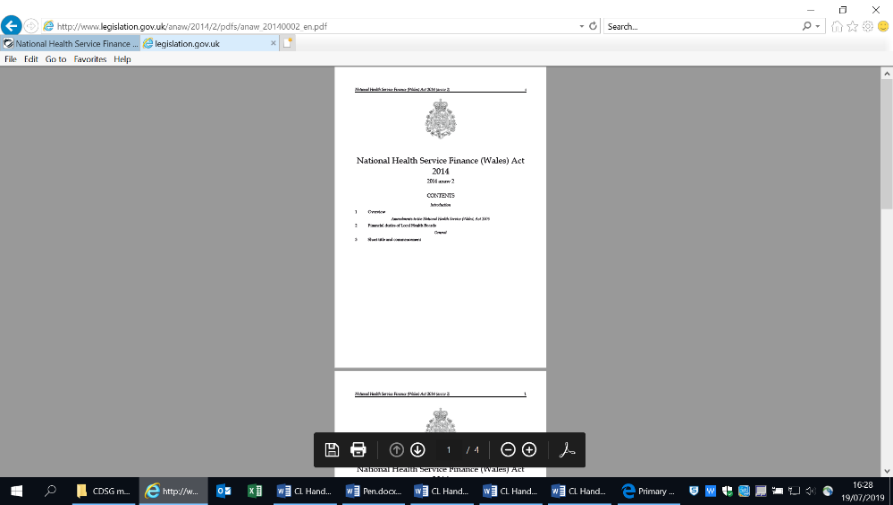 http://www.legislation.gov.uk/anaw/2014/2/pdfs/anaw_20140002_en.pdf
Search...
National Health Service Finance ...
legislation.gov.uk
File Edit Go to Favorites Help
National Health Service Finance (Wales) Act 2014 (anaw 2)
National Health Service Finance (Wales) Act
2014
2014 anaw 2
CONTENTS
Introduction
1 Overview
Amendments to the National Health Service (Wales) Act 2006
2 Financial duties of Local Health Boards
General
3 Short title and commencement
National Health Service Finance (Wales) Act 2014 (anaw 2)
1 / 4
National Health Service Finance (Wales) Act
CDSG m...
http://w...
CL Hand...
Pen.docx...
CL Hand...
CL Hand...
CL Hand...
Primary ...
16:28
19/07/2019